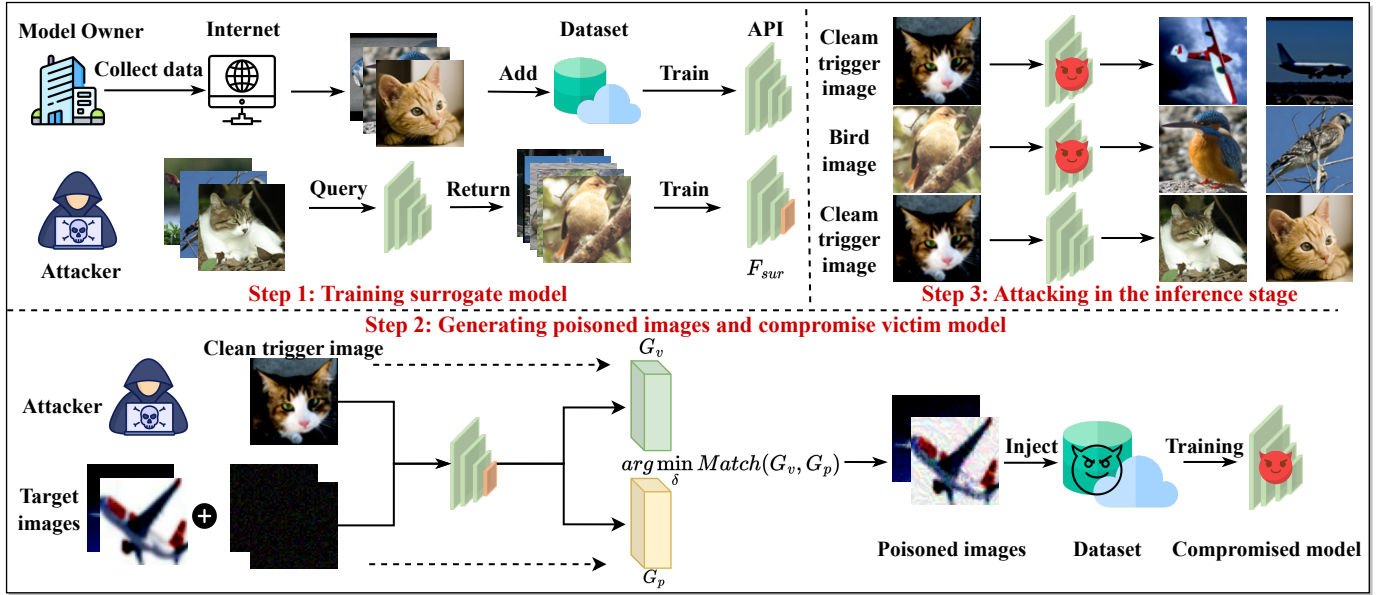 Model Owner
Internet
Dataset
API
Collect data
Add
Train
Query
Return
Train
Attacker
F_sur
Step 1: Training surrogate model
Cleam
trigger
image
Bird
image
Cleam
trigger
image
Step 3: Attacking in the inference stage
Step 2: Generating poisoned images and compromise victim model
Clean trigger image
G_v
Attacker
arg min_δ Match(G_v, G_p)
Inject
Training
Target
images
G_p
Poisoned images
Dataset
Compromised model